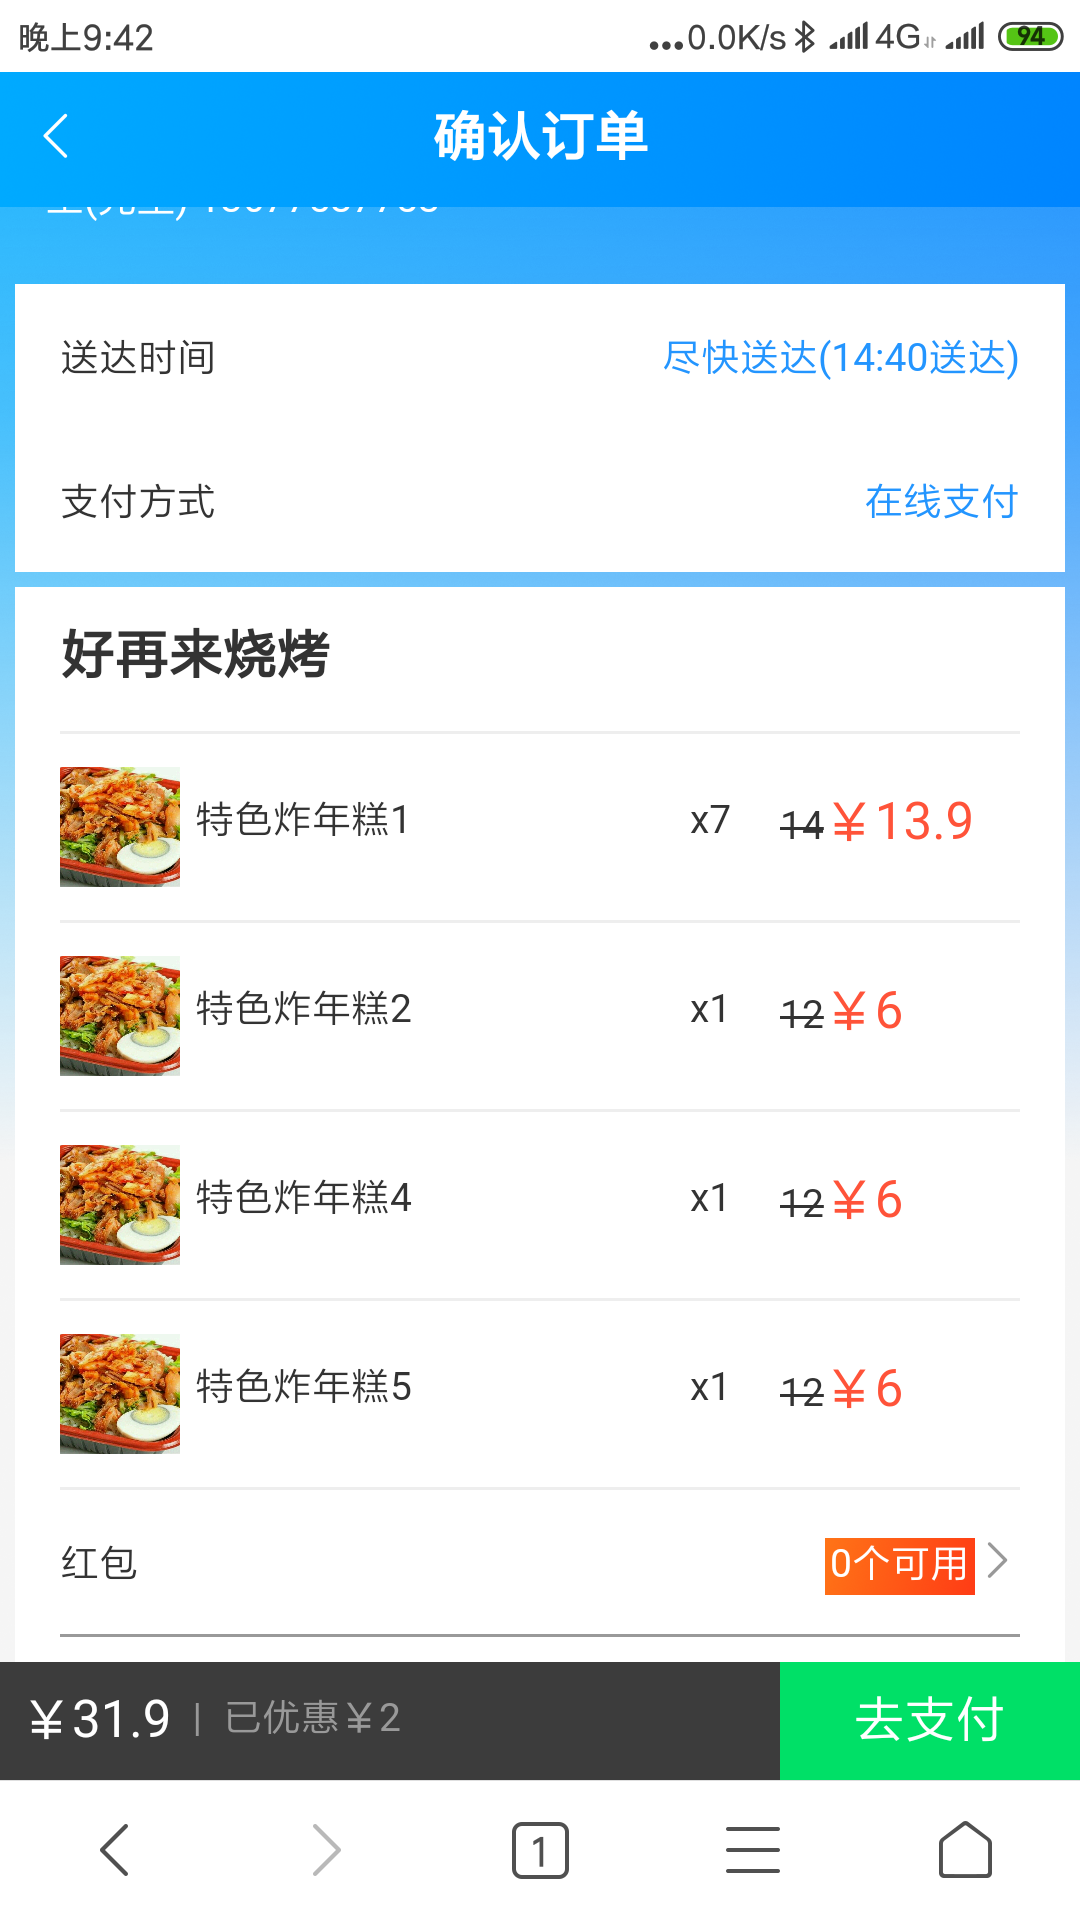 晚上9:42
...0.0K/s 4G 94
确认订单
送达时间 尽快送达(14:40送达)
支付方式 在线支付
好再来烧烤
特色炸年糕1 x7 14 ￥13.9
特色炸年糕2 x1 12 ￥6
特色炸年糕4 x1 12 ￥6
特色炸年糕5 x1 12 ￥6
红包 0个可用
￥31.9 | 已优惠￥2 去支付
1